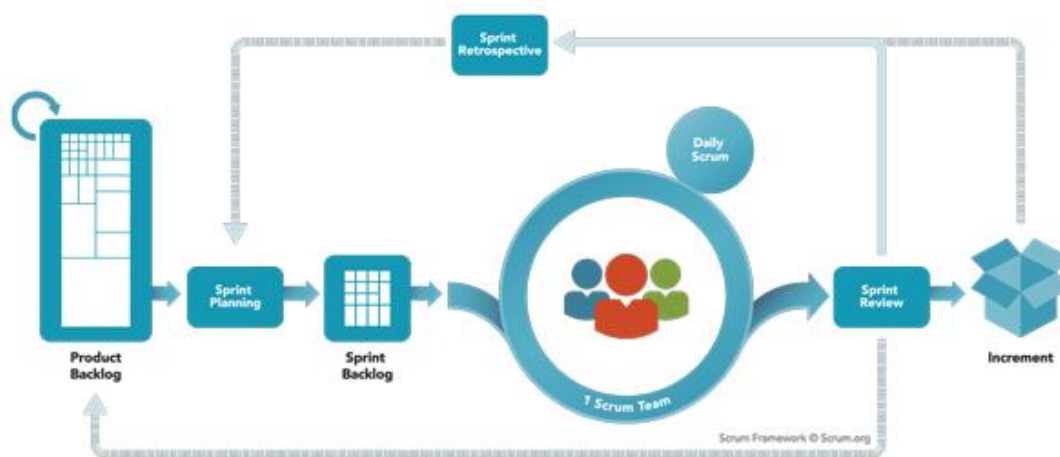 Sprint
Retrospective
Daily
Scrum
Sprint
Planning
Sprint
Review
Product
Backlog
Sprint
Backlog
Increment
1 Scrum Team
Scrum Framework © Scrum.org